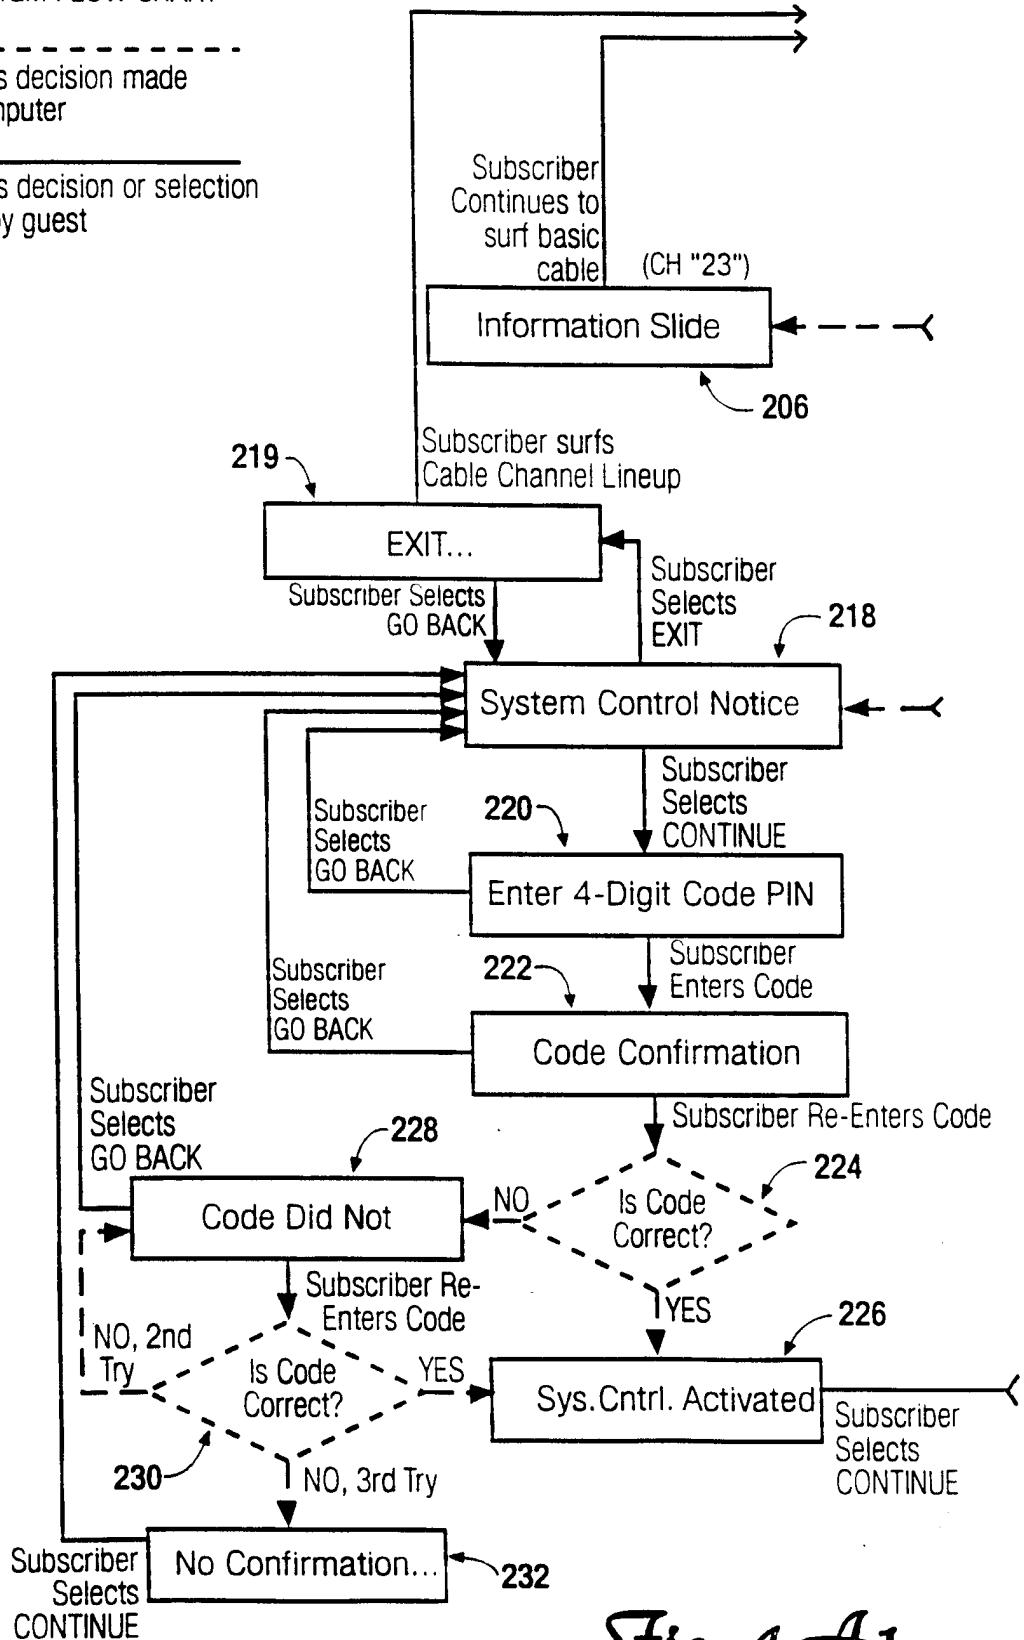 FLOW CHART
s decision made
nputer
s decision or selection
y guest
Subscriber
Continues to
surf basic
cable
(CH "23")
Information Slide
206
219
Subscriber surfs
Cable Channel Lineup
EXIT...
Subscriber Selects
GO BACK
Subscriber
Selects
EXIT
218
System Control Notice
Subscriber
Selects
GO BACK
220
Subscriber
Selects
CONTINUE
Enter 4-Digit Code PIN
Subscriber
Selects
GO BACK
222
Subscriber
Enters Code
Code Confirmation
Subscriber
Selects
GO BACK
228
Subscriber Re-Enters Code
224
Code Did Not
NO
Is Code
Correct?
Subscriber Re-
Enters Code
YES
226
NO, 2nd
Try
Is Code
Correct?
YES
Sys.Cntrl. Activated
Subscriber
Selects
CONTINUE
230
NO, 3rd Try
No Confirmation...
232
Subscriber
Selects
CONTINUE